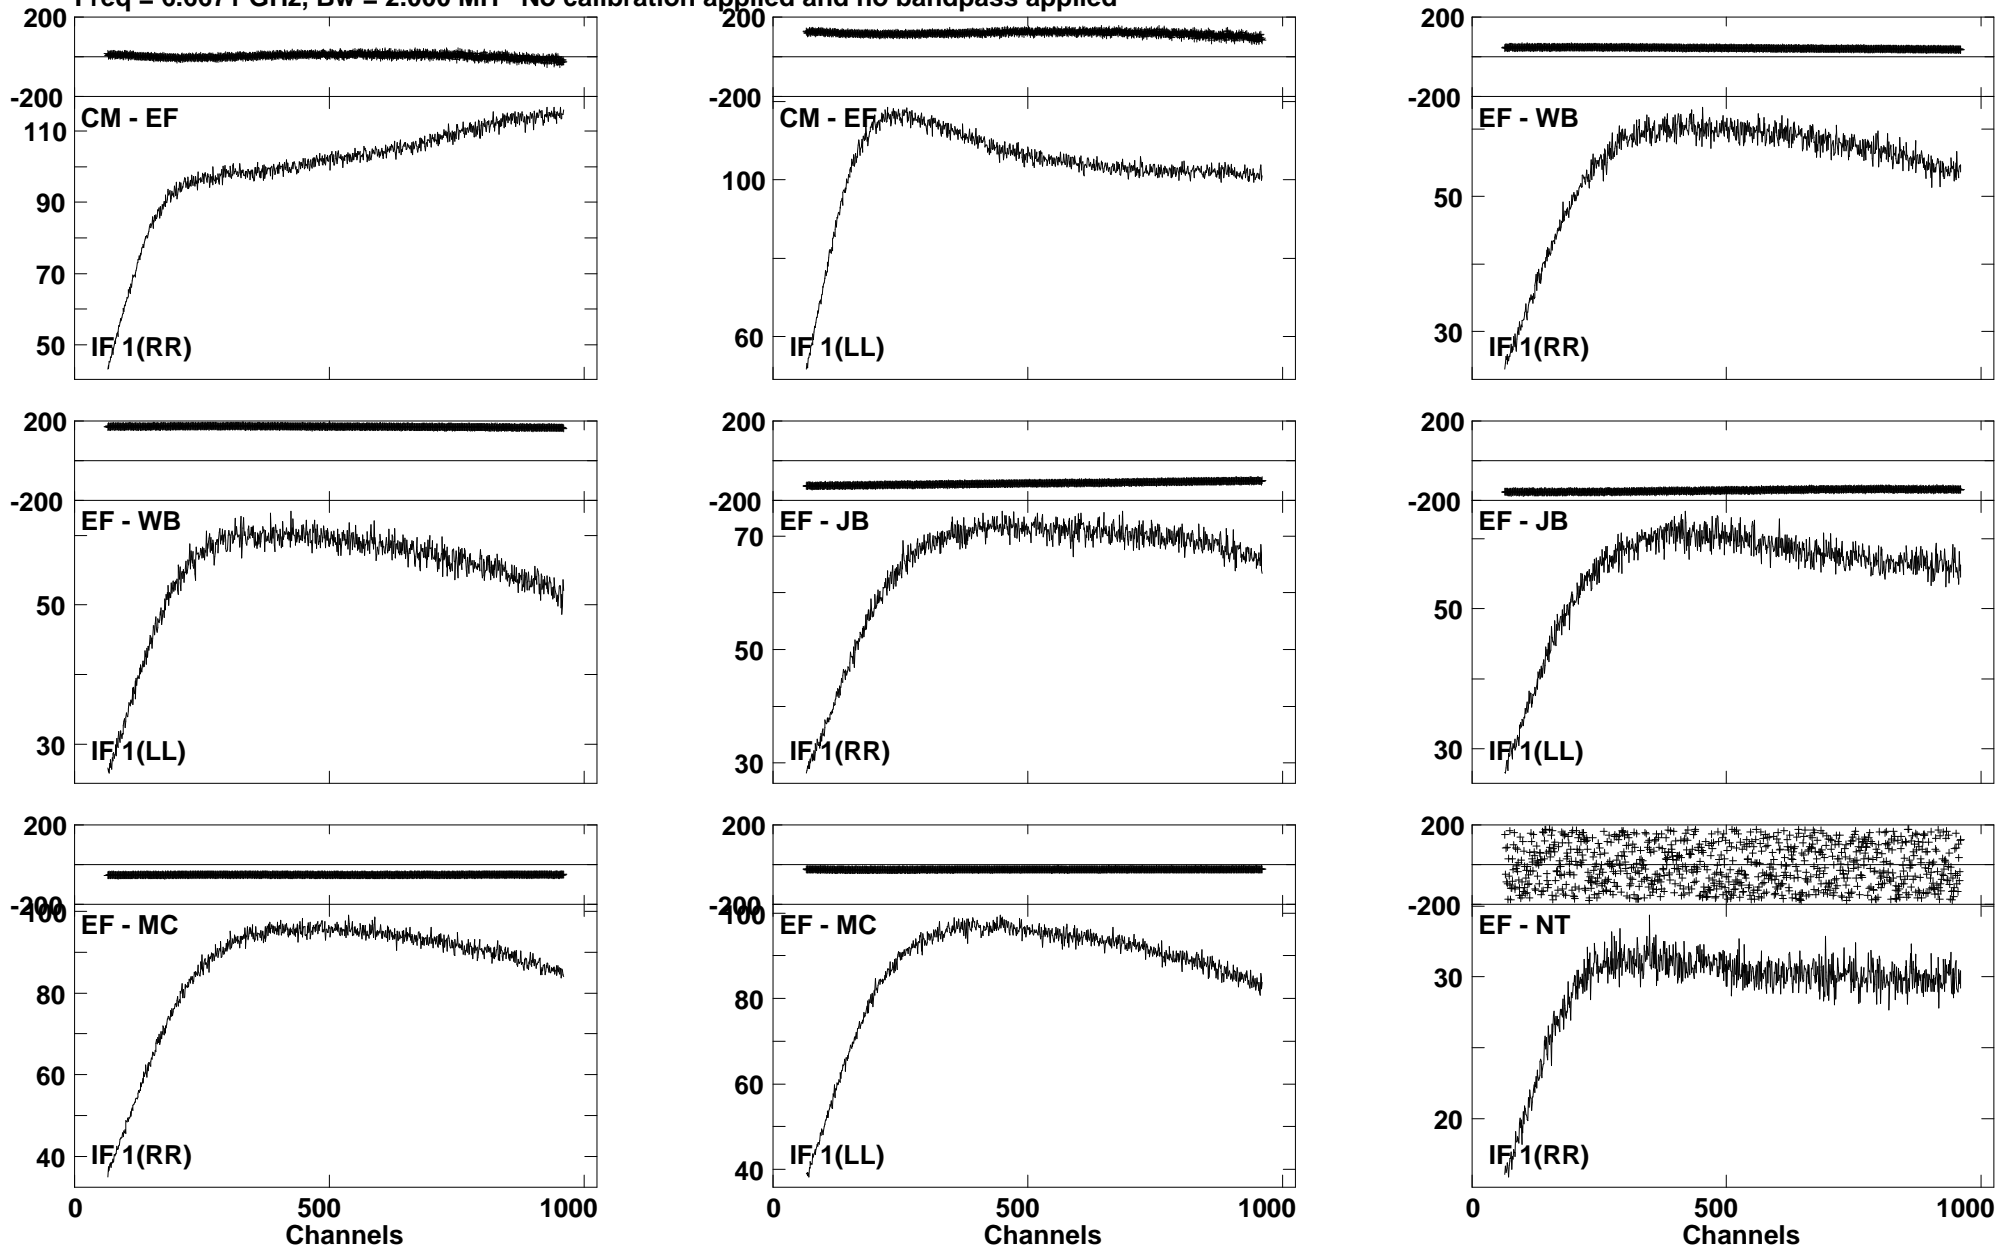 No calibration applied and no bandpass applied
200
-200
CM - EF
110
90
70
50
IF 1(RR)
200
-200
CM - EF
100
60
IF 1(LL)
200
-200
EF - WB
50
30
IF 1(RR)
200
-200
EF - WB
50
30
IF 1(LL)
200
-200
EF - JB
70
50
30
IF 1(RR)
200
-200
EF - JB
50
30
IF 1(LL)
200
-200
100
EF - MC
80
60
40
IF 1(RR)
0 500 1000
Channels
200
-200
100
EF - MC
80
60
40
IF 1(LL)
0 500 1000
Channels
200
-200
EF - NT
30
20
IF 1(RR)
0 500 1000
Channels